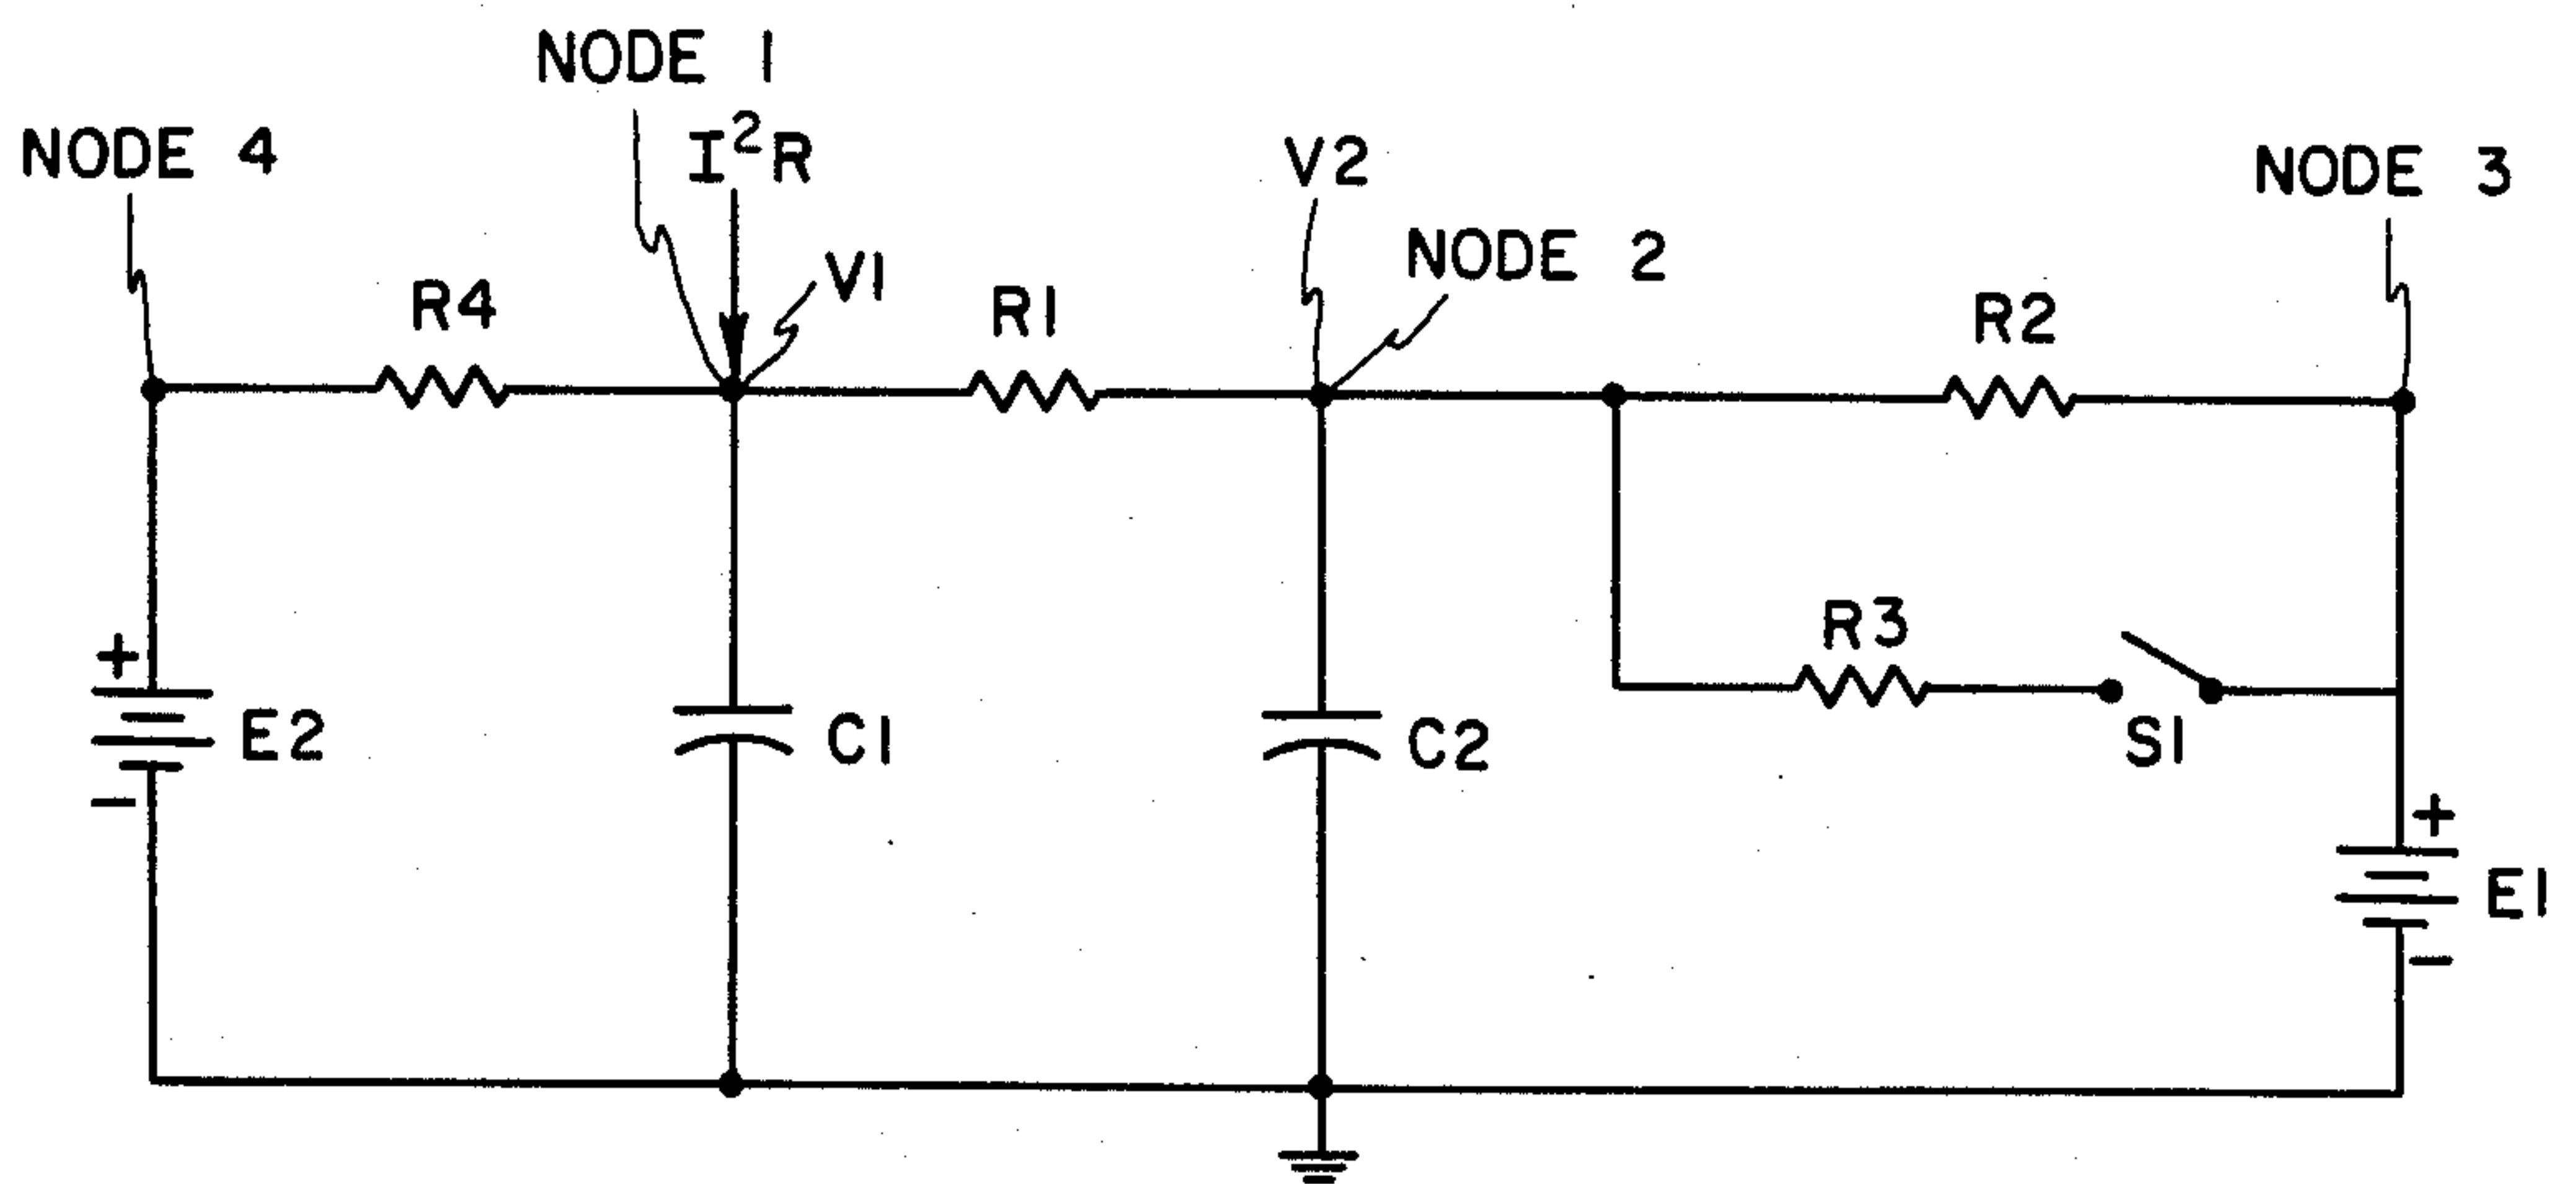 NODE 1
NODE 4
I²R
V2
NODE 3
NODE 2
V1
R4
R1
R2
R3
+
E2
C1
C2
S1
+
−
E1
−